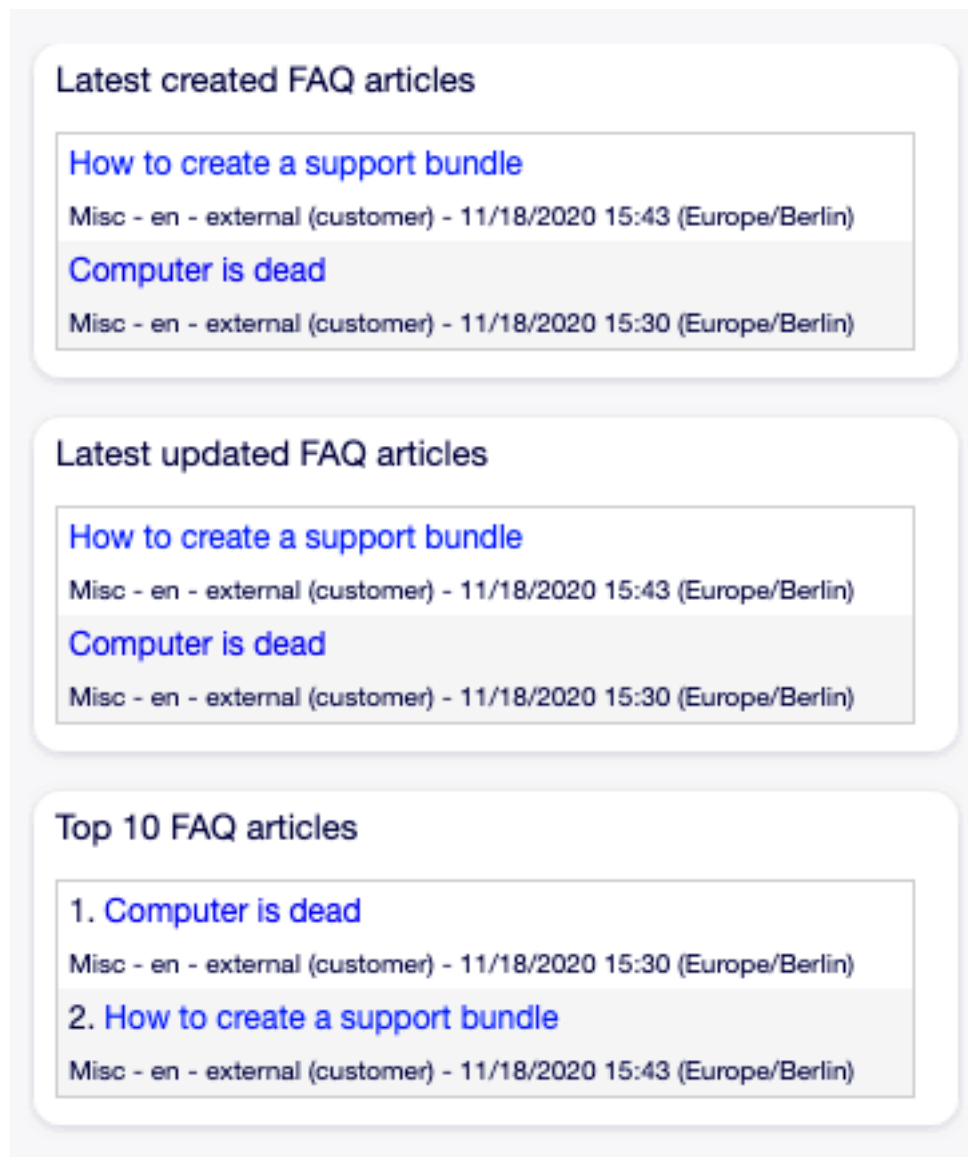 Latest created FAQ articles
How to create a support bundle
Misc - en - external (customer) - 11/18/2020 15:43 (Europe/Berlin)
Computer is dead
Misc - en - external (customer) - 11/18/2020 15:30 (Europe/Berlin)
Latest updated FAQ articles
How to create a support bundle
Misc - en - external (customer) - 11/18/2020 15:43 (Europe/Berlin)
Computer is dead
Misc - en - external (customer) - 11/18/2020 15:30 (Europe/Berlin)
Top 10 FAQ articles
1. Computer is dead
Misc - en - external (customer) - 11/18/2020 15:30 (Europe/Berlin)
2. How to create a support bundle
Misc - en - external (customer) - 11/18/2020 15:43 (Europe/Berlin)